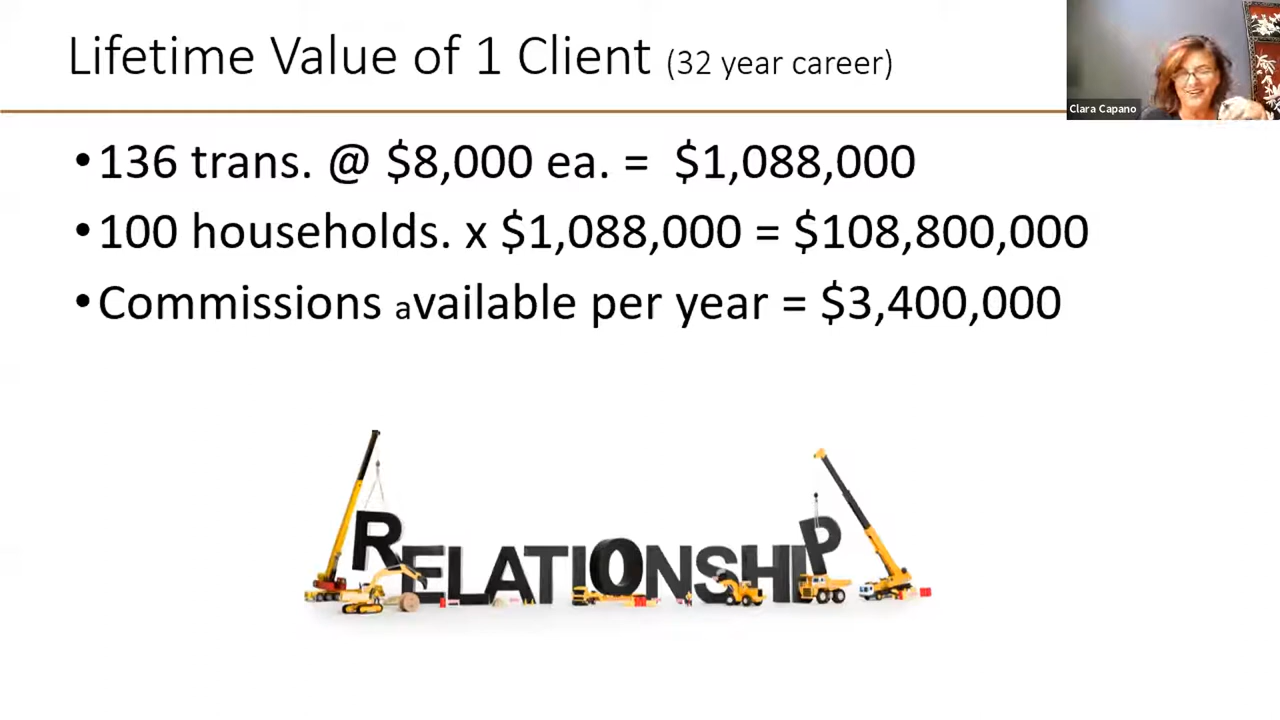 Lifetime Value of 1 Client (32 year career)
Clara Capano
•136 trans. @ $8,000 ea. = $1,088,000
•100 households. x $1,088,000 = $108,800,000
•Commissions available per year = $3,400,000
RELATIONSHIP